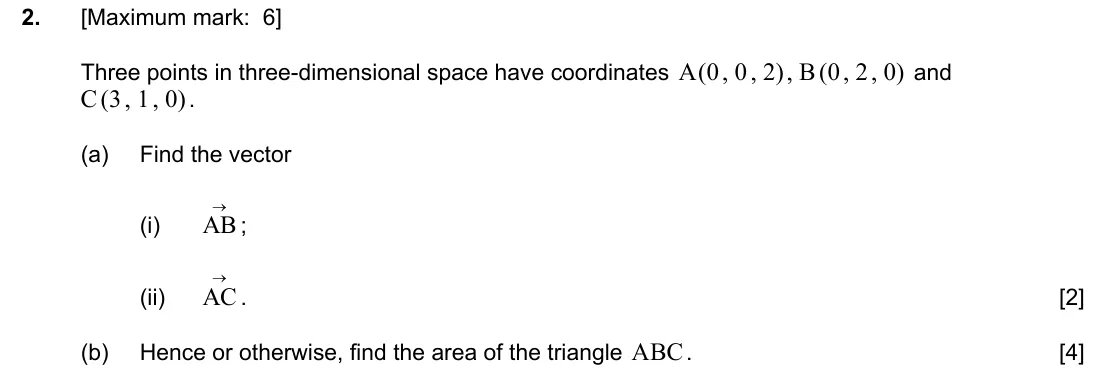 2. [Maximum mark: 6]
Three points in three-dimensional space have coordinates A(0, 0, 2), B(0, 2, 0) and
C(3, 1, 0).
(a) Find the vector
(i) $\overrightarrow{AB}$;
(ii) $\overrightarrow{AC}$. [2]
(b) Hence or otherwise, find the area of the triangle ABC. [4]